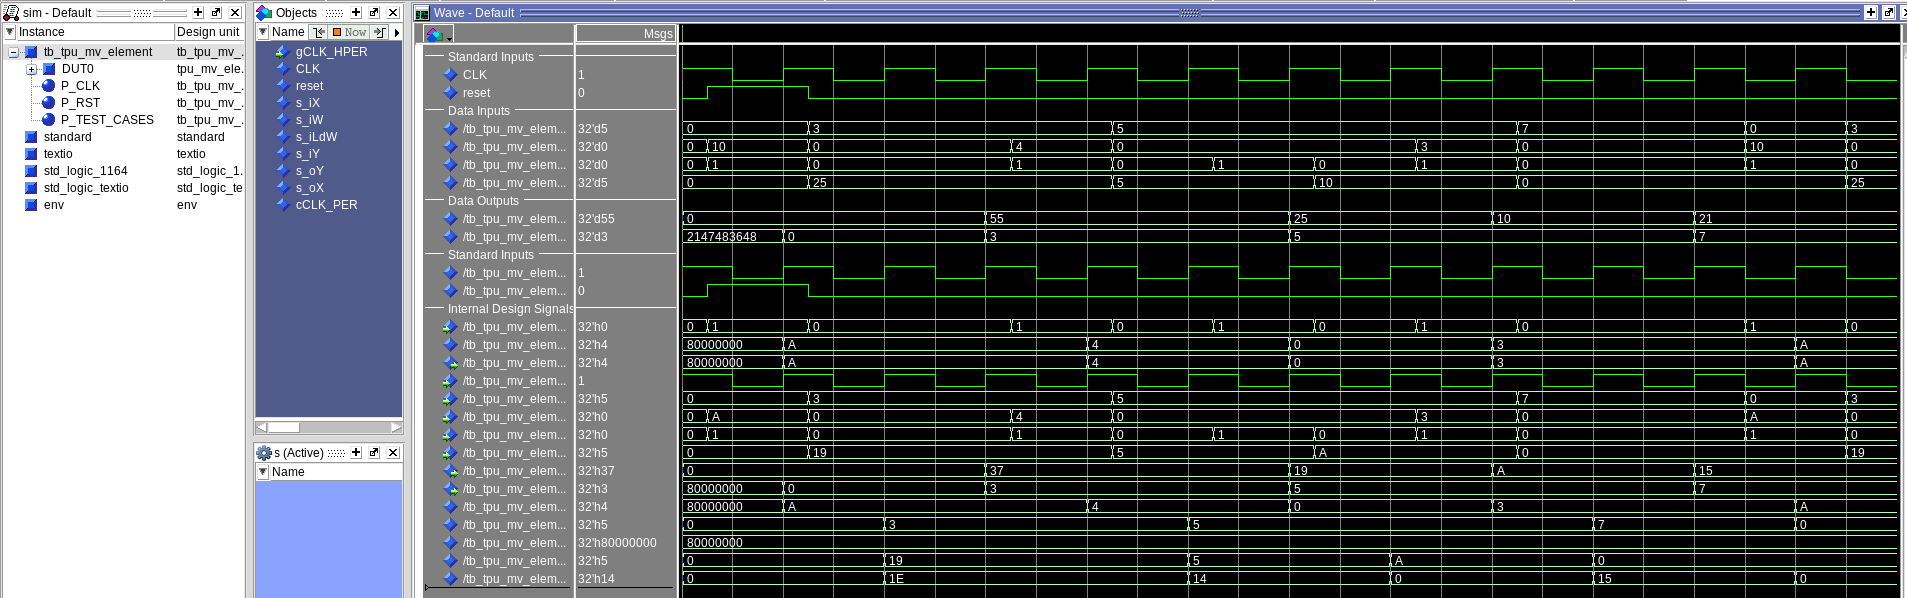 sim - Default
Instance Design unit
tb_tpu_mv_element tb_tpu_mv_...
DUT0 tpu_mv_ele...
P_CLK tb_tpu_mv_...
P_RST tb_tpu_mv_...
P_TEST_CASES tb_tpu_mv_...
standard standard
textio textio
std_logic_1164 std_logic_1...
std_logic_textio std_logic_te
env env
Objects
Name Now
gCLK_HPER
CLK
reset
s_iX
s_iW
s_iLdW
s_iY
s_oY
s_oX
cCLK_PER
s (Active)
Name
Wave - Default
Msgs
Standard Inputs
CLK 1
reset 0
Data Inputs
/tb_tpu_mv_elem... 32'd5 0 3 5 7 0 3
/tb_tpu_mv_elem... 32'd0 0 10 0 4 0 3 0 10 0
/tb_tpu_mv_elem... 32'd0 0 1 0 1 0 1 0 1 0 1 0
/tb_tpu_mv_elem... 32'd5 0 25 5 10 0 25
Data Outputs
/tb_tpu_mv_elem... 32'd55 0 55 25 10 21
/tb_tpu_mv_elem... 32'd3 2147483648 0 3 5 7
Standard Inputs
/tb_tpu_mv_elem... 1
/tb_tpu_mv_elem... 0
Internal Design Signals
/tb_tpu_mv_elem... 32'h0 0 1 0 1 0 1 0 1 0 1 0
/tb_tpu_mv_elem... 32'h4 80000000 A 4 0 3 A
/tb_tpu_mv_elem... 32'h4 80000000 A 4 0 3 A
/tb_tpu_mv_elem... 1
/tb_tpu_mv_elem... 32'h5 0 3 5 7 0 3
/tb_tpu_mv_elem... 32'h0 0 A 0 4 0 3 0 A 0
/tb_tpu_mv_elem... 32'h0 0 1 0 1 0 1 0 1 0 1 0
/tb_tpu_mv_elem... 32'h5 0 19 5 A 0 19
/tb_tpu_mv_elem... 32'h37 0 37 19 A 15
/tb_tpu_mv_elem... 32'h3 80000000 0 3 5 7
/tb_tpu_mv_elem... 32'h4 80000000 A 4 0 3 A
/tb_tpu_mv_elem... 32'h5 0 3 5 7 0
/tb_tpu_mv_elem... 32'h80000000 80000000
/tb_tpu_mv_elem... 32'h5 0 19 5 A 0
/tb_tpu_mv_elem... 32'h14 0 1E 14 0 15 0